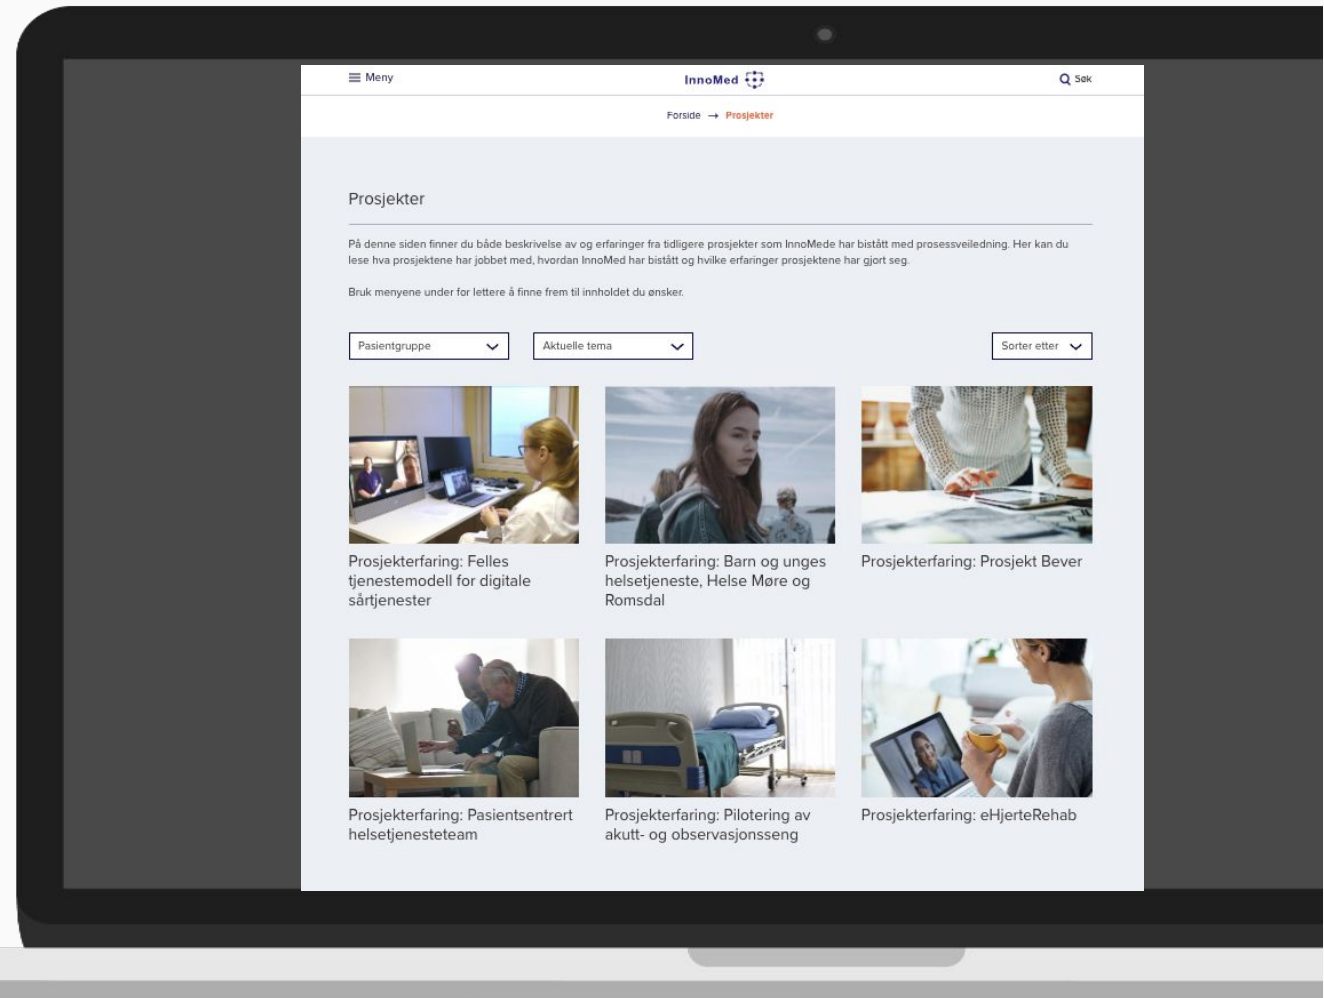 Meny
InnoMed
Søk
Forside → Prosjekter
Prosjekter
På denne siden finner du både beskrivelse av og erfaringer fra tidligere prosjekter som InnoMede har bistått med prosessveiledning. Her kan du
lese hva prosjektene har jobbet med, hvordan InnoMed har bistått og hvilke erfaringer prosjektene har gjort seg.
Bruk menyene under for lettere å finne frem til innholdet du ønsker.
Pasientgruppe
Aktuelle tema
Sorter etter
Prosjekterfaring: Felles
tjenestemodell for digitale
sårtjenester
Prosjekterfaring: Barn og unges
helsetjeneste, Helse Møre og
Romsdal
Prosjekterfaring: Prosjekt Bever
Prosjekterfaring: Pasientsentrert
helsetjenesteteam
Prosjekterfaring: Pilotering av
akutt- og observasjonsseng
Prosjekterfaring: eHjerteRehab